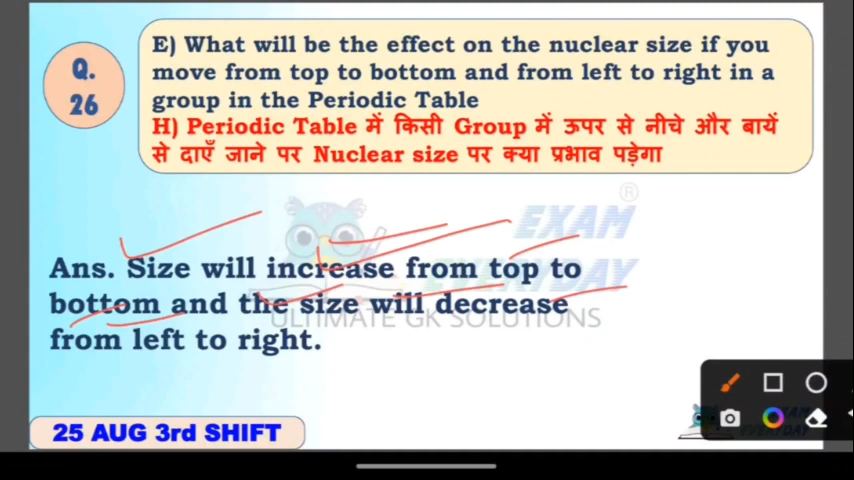 Q.
26
E) What will be the effect on the nuclear size if you
move from top to bottom and from left to right in a
group in the Periodic Table
H) Periodic Table में किसी Group में ऊपर से नीचे और बायें
से दाएँ जाने पर Nuclear size पर क्या प्रभाव पड़ेगा
®
EXAM
EVERYDAY
ULTIMATE GK SOLUTIONS
Ans. Size will increase from top to
bottom and the size will decrease
from left to right.
25 AUG 3rd SHIFT
EXAM
EVERYDAY